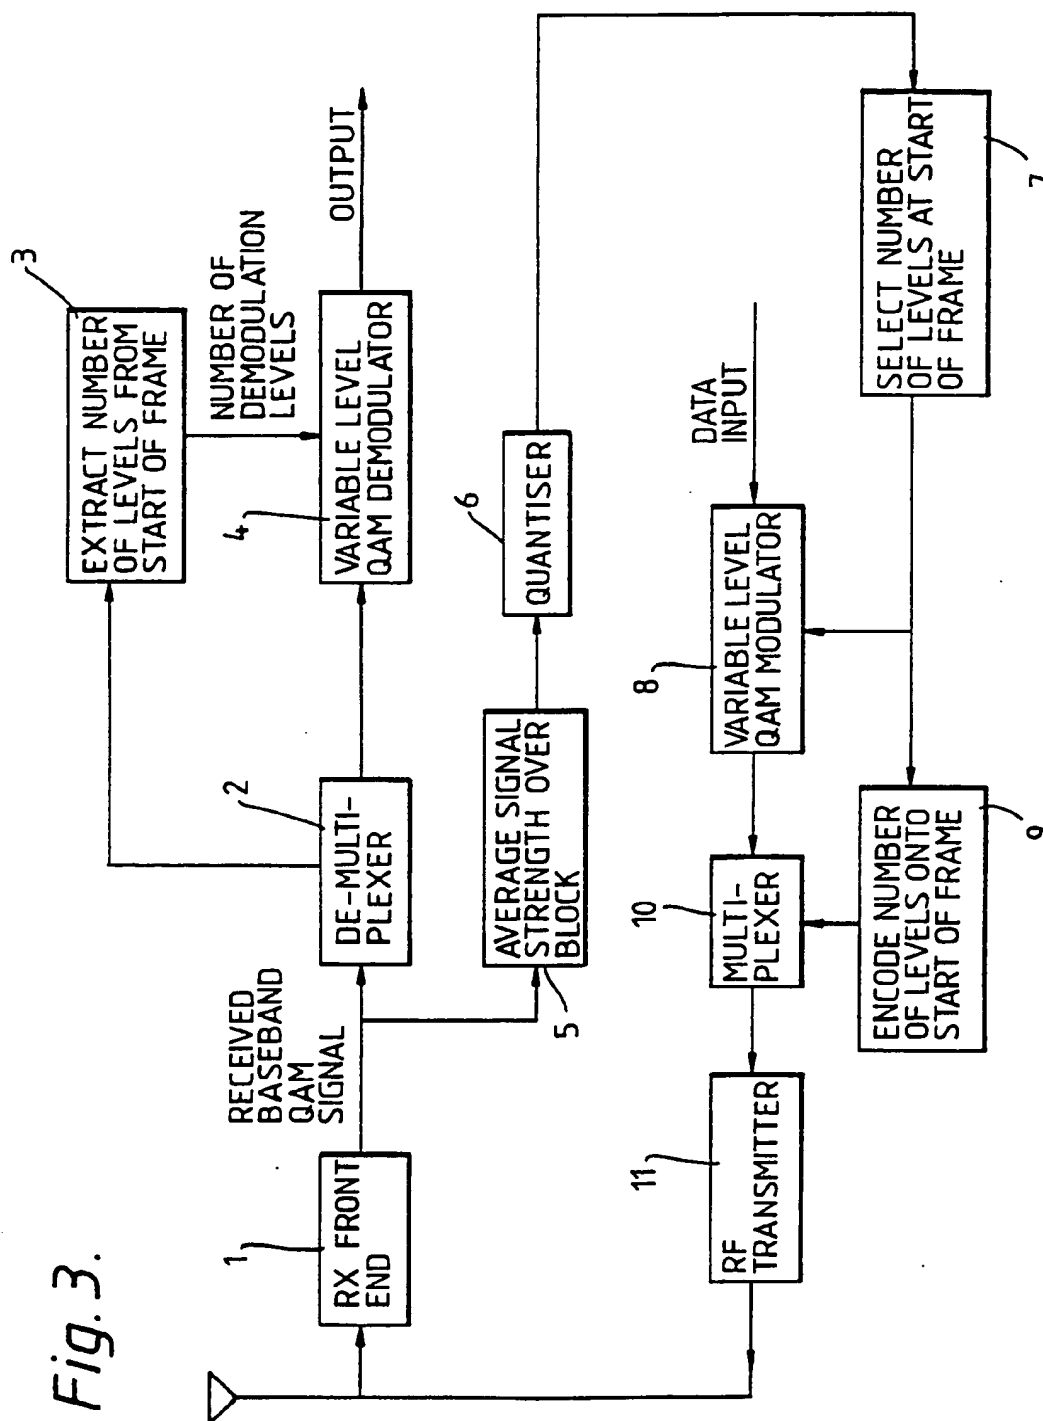 Fig. 3.
1
RX FRONT
END
RECEIVED
BASEBAND
QAM
SIGNAL
2
DE-MULTI-
PLEXER
3
EXTRACT NUMBER
OF LEVELS FROM
START OF FRAME
NUMBER OF
DEMODULATION
LEVELS
4
VARIABLE LEVEL
QAM DEMODULATOR
OUTPUT
5
AVERAGE SIGNAL
STRENGTH OVER
BLOCK
6
QUANTISER
7
SELECT NUMBER
OF LEVELS AT START
OF FRAME
DATA
INPUT
8
VARIABLE LEVEL
QAM MODULATOR
9
ENCODE NUMBER
OF LEVELS ONTO
START OF FRAME
10
MULTI-
PLEXER
11
RF
TRANSMITTER